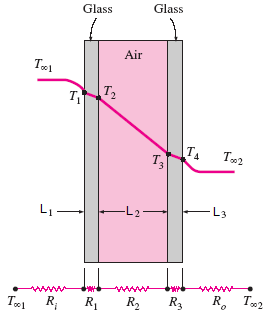 Glass Glass
Air
T∞1
T1 T2
T3 T4 T∞2
L1 L2 L3
T∞1 Ri R1 R2 R3 Ro T∞2